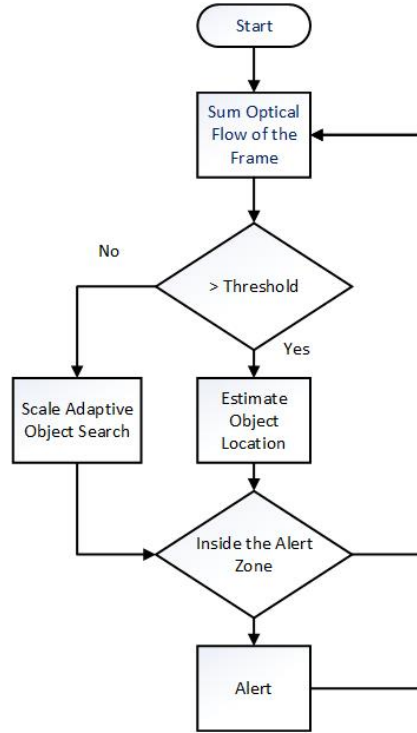 Start
Sum Optical
Flow of the
Frame
No
> Threshold
Yes
Scale Adaptive
Object Search
Estimate
Object
Location
Inside the Alert
Zone
Alert